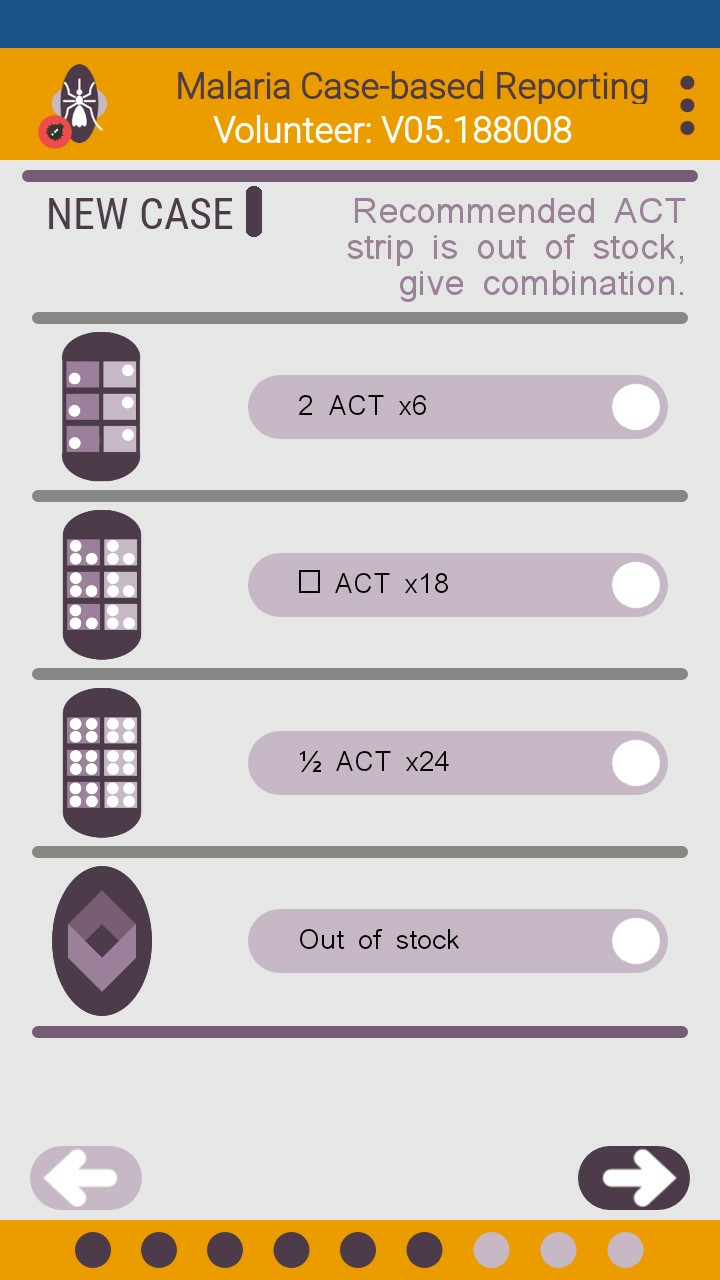 Malaria Case-based Reporting
Volunteer: V05.188008
NEW CASE
Recommended ACT
strip is out of stock,
give combination.
2 ACT x6
□ ACT x18
½ ACT x24
Out of stock